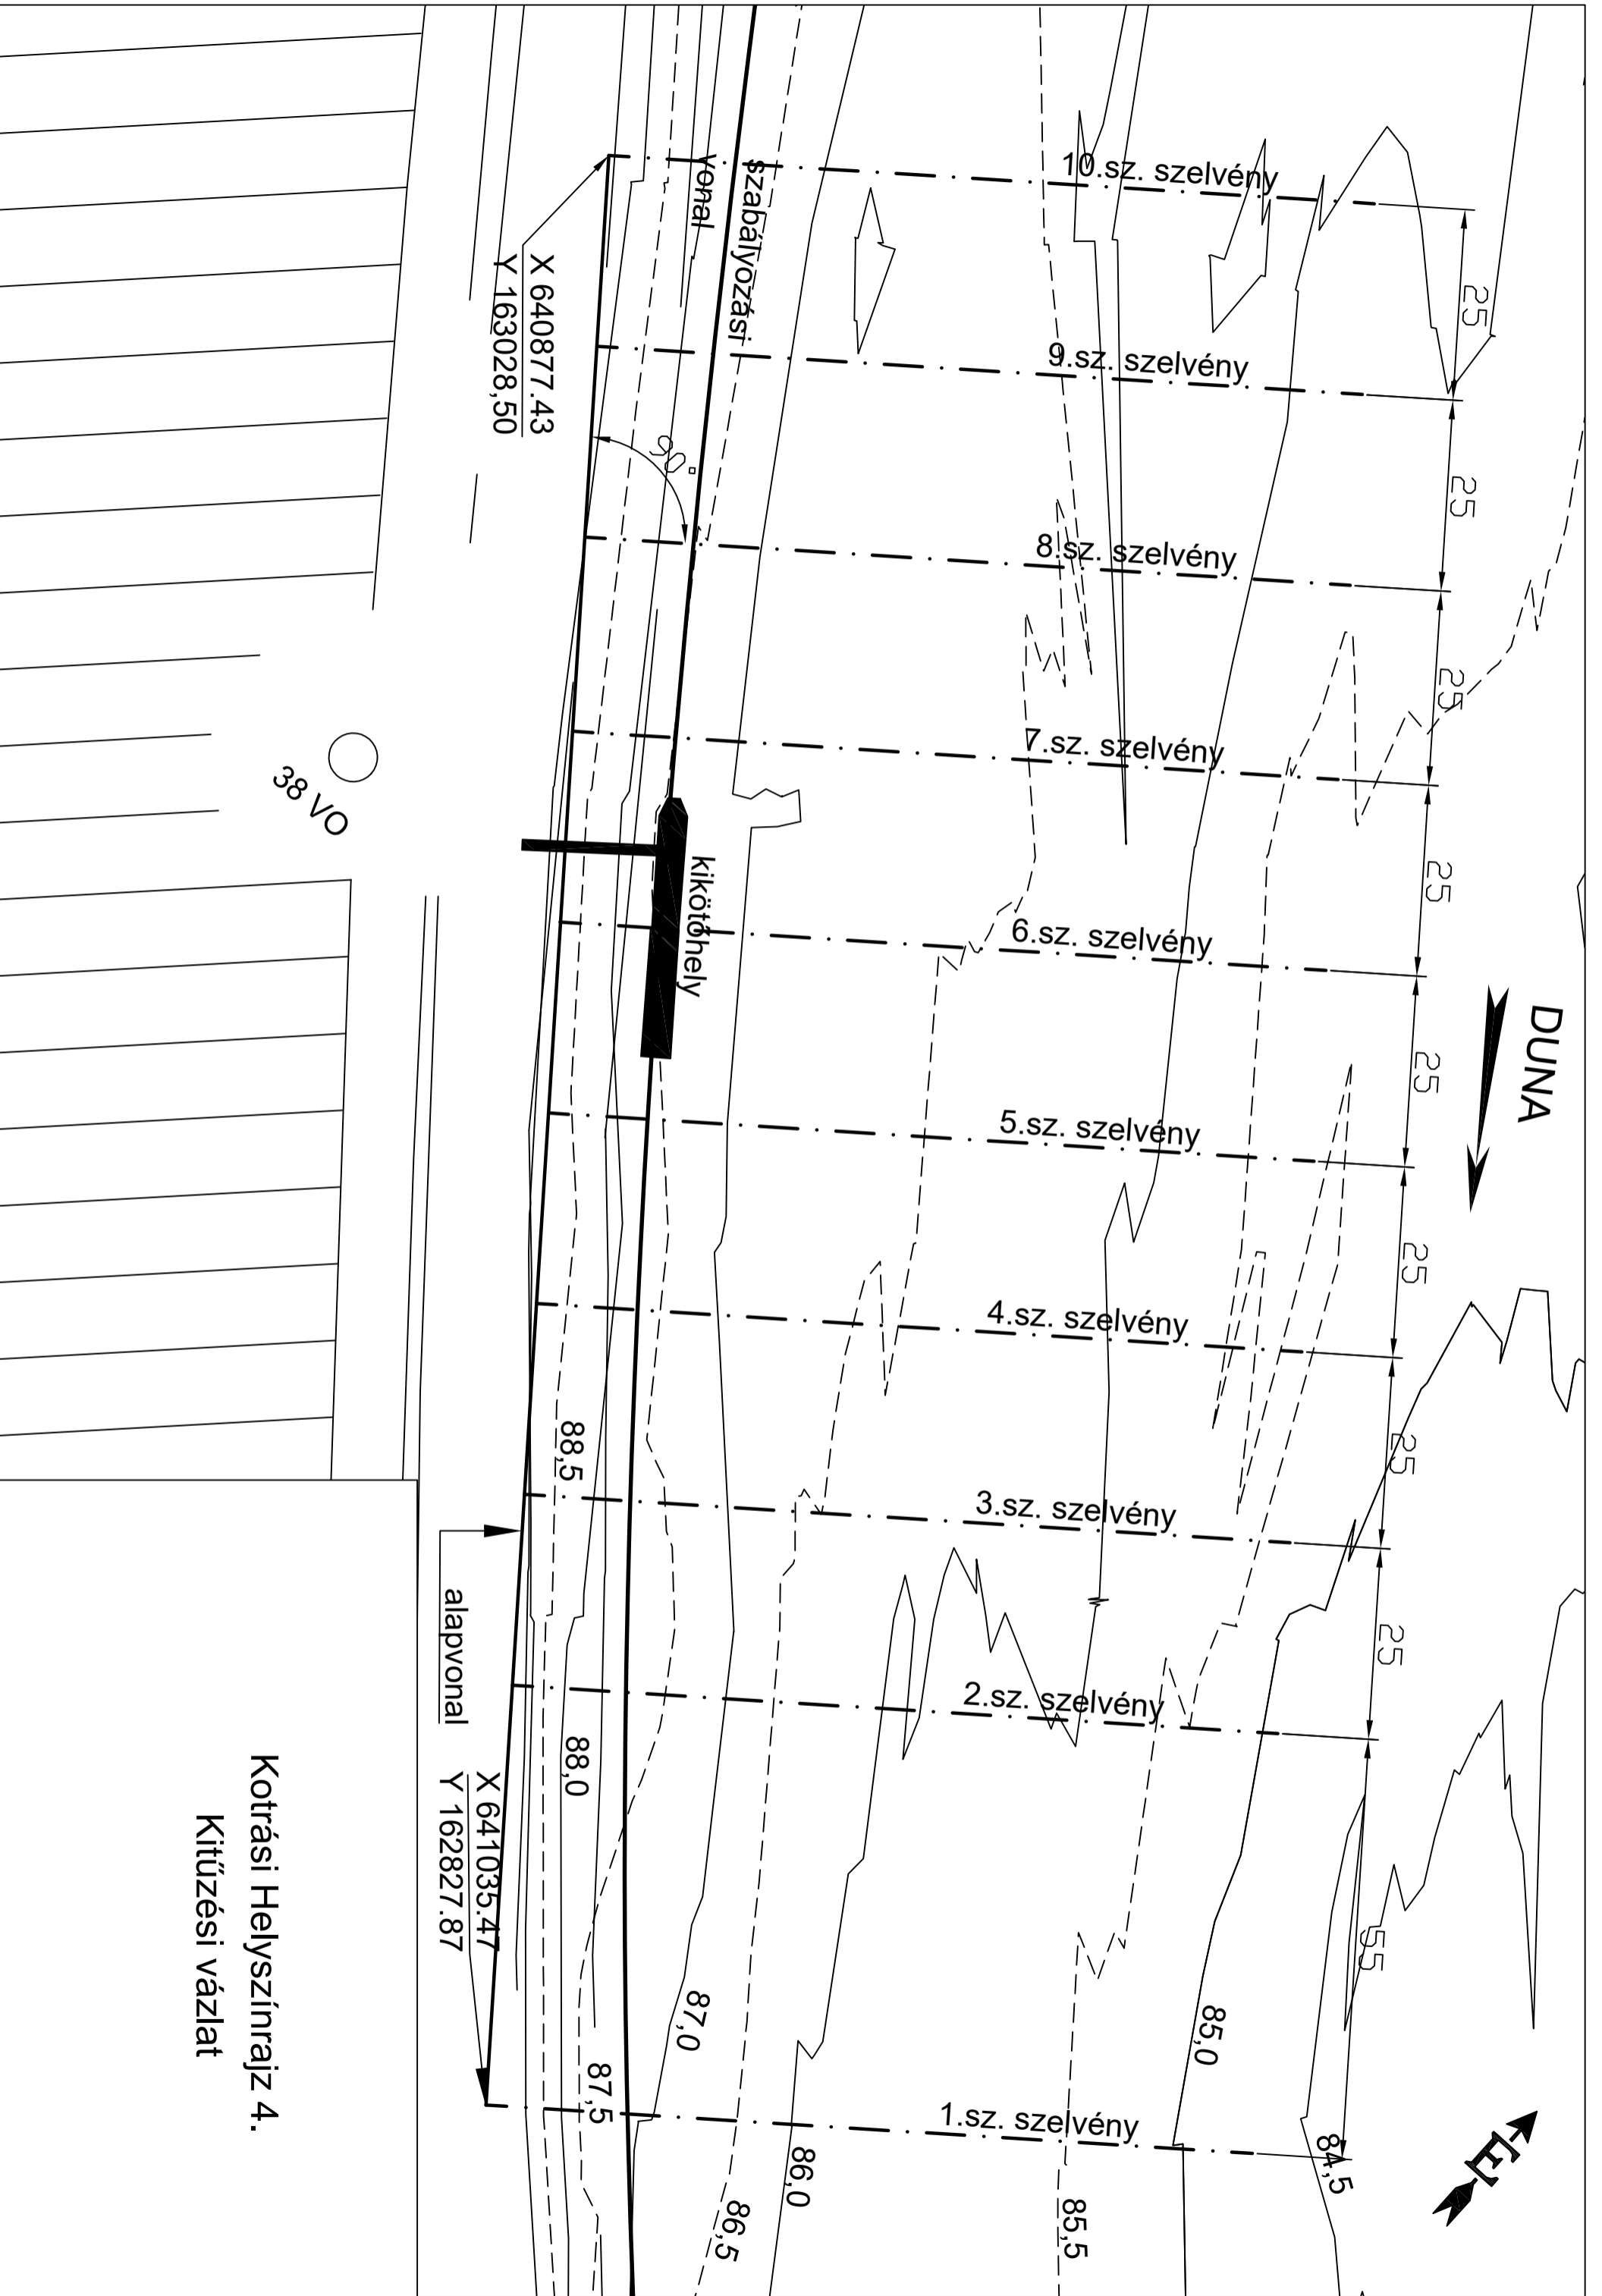 10.sz. szelvény
szabályozási
vonal
X 640877.43
Y 163028,50
25
9.sz. szelvény
90°
25
8.sz. szelvény
25
7.sz. szelvény
38 VO
25
kikötőhely
6.sz. szelvény
DUNA
25
5.sz. szelvény
25
4.sz. szelvény
25
88,5
3.sz. szelvény
25
alapvonal
2.sz. szelvény
88,0
X 641035.47
Y 162827.87
55
87,0
85,0
87,5
1.sz. szelvény
84,5
86,0
86,5
85,5
É
Kotrási Helyszínrajz 4.
Kitűzési vázlat